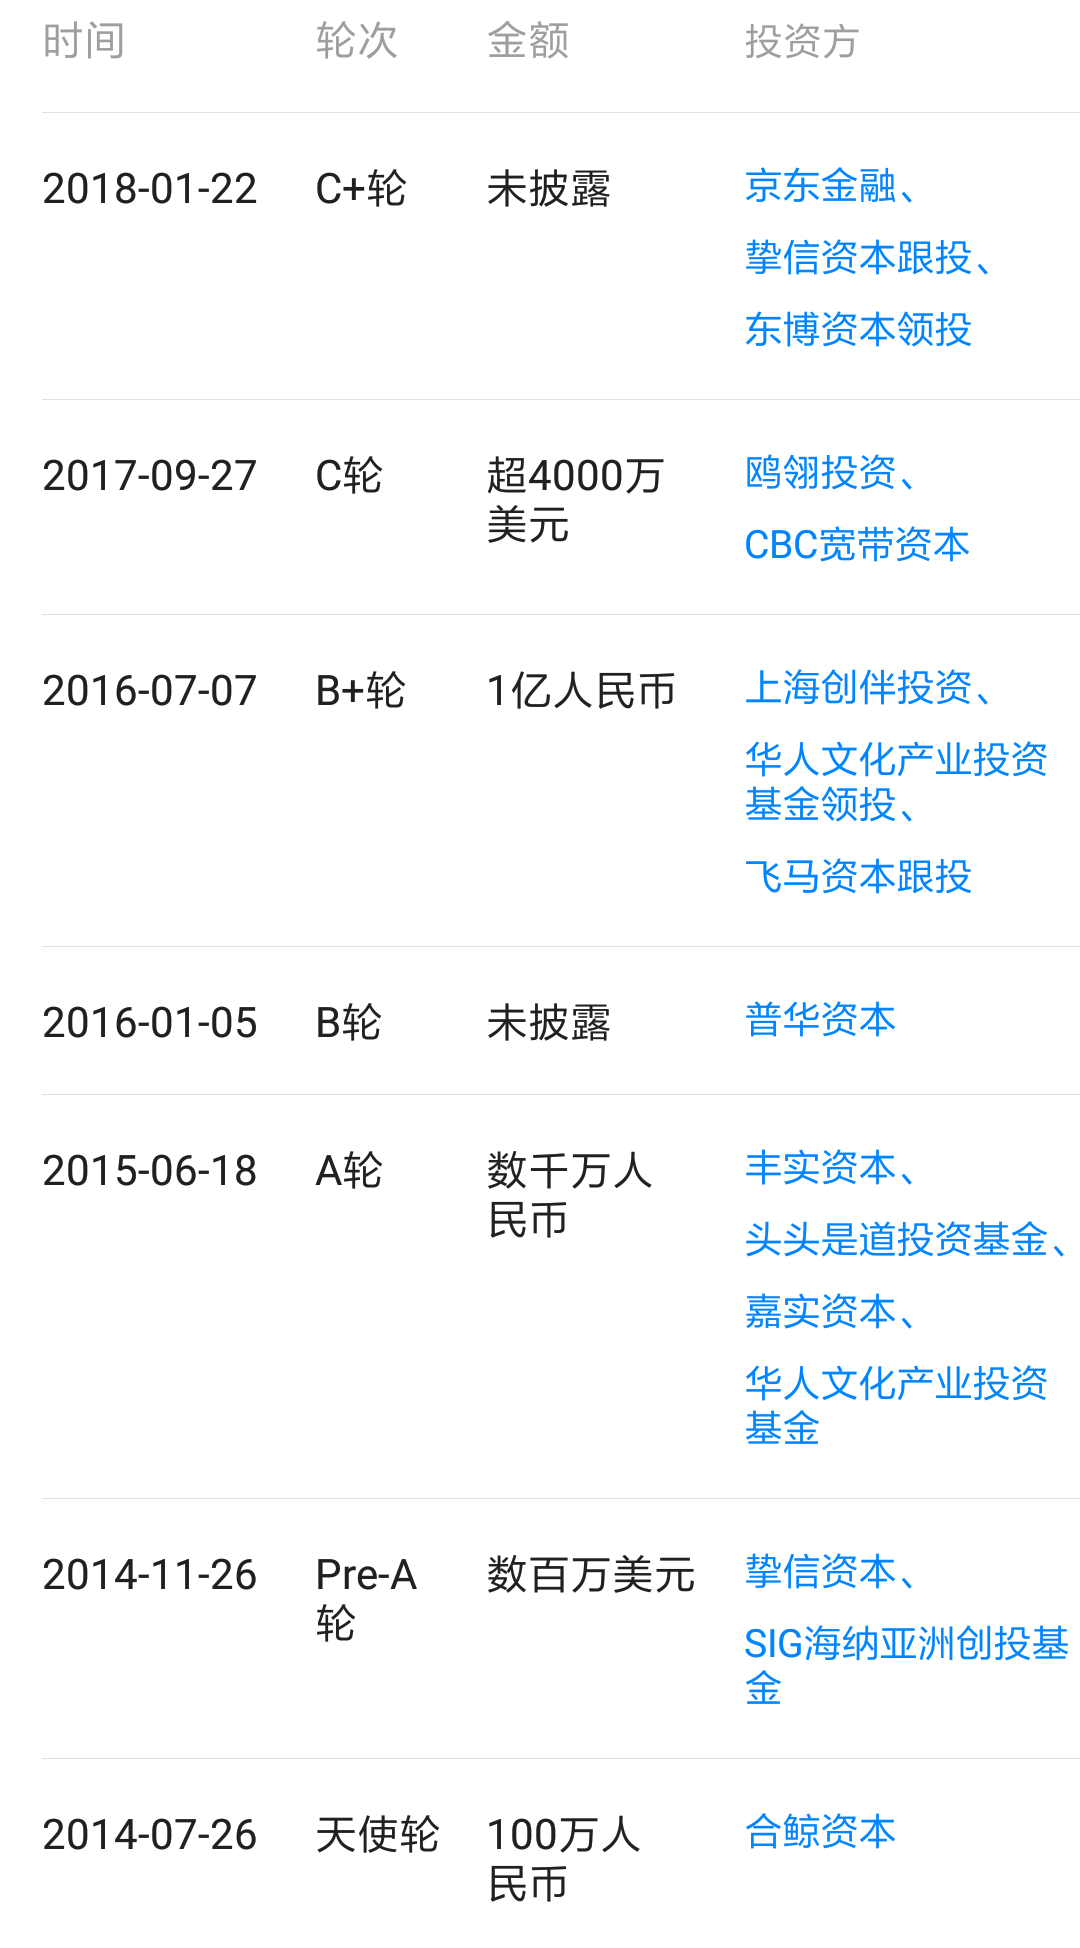 时间 轮次 金额 投资方
2018-01-22 C+轮 未披露 京东金融、
挚信资本跟投、
东博资本领投
2017-09-27 C轮 超4000万 鸥翎投资、
美元
CBC宽带资本
2016-07-07 B+轮 1亿人民币 上海创伴投资、
华人文化产业投资
基金领投、
飞马资本跟投
2016-01-05 B轮 未披露 普华资本
2015-06-18 A轮 数千万人 丰实资本、
民币
头头是道投资基金、
嘉实资本、
华人文化产业投资
基金
2014-11-26 Pre-A 数百万美元 挚信资本、
轮
SIG海纳亚洲创投基
金
2014-07-26 天使轮 100万人 合鲸资本
民币